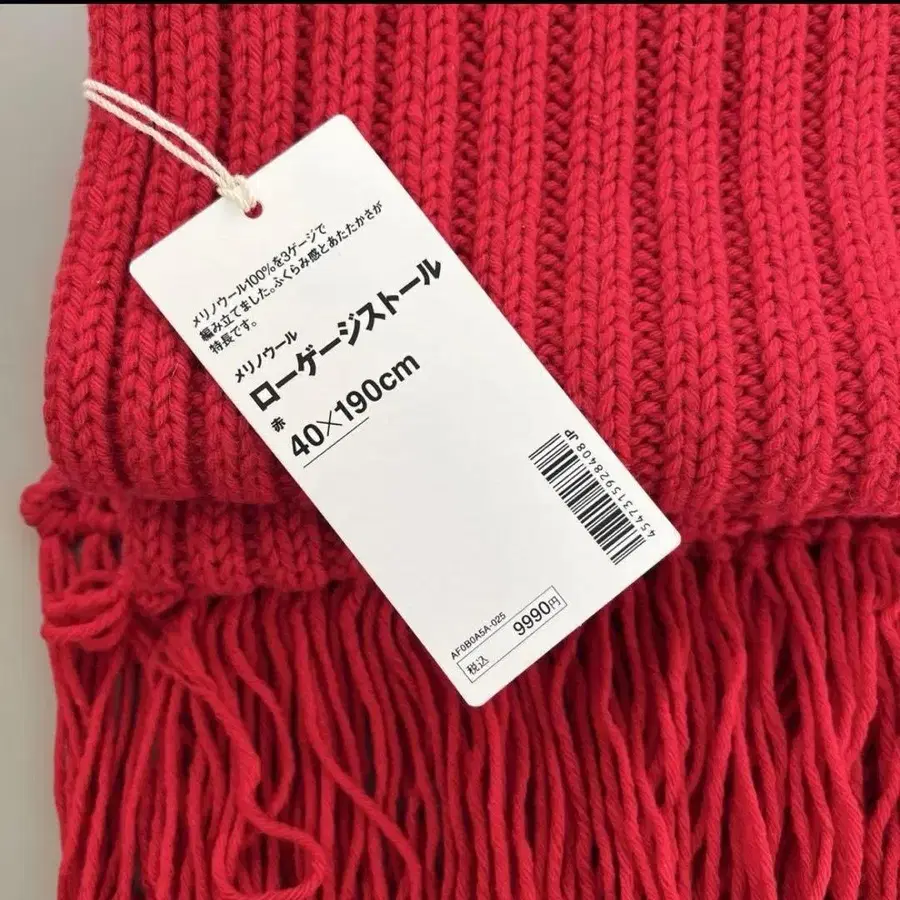 メリノウール100%を3ゲージで
編み立てました。ふくらみ感とあたたかさが
特長です。
メリノウール
ローゲージストール
赤
40×190cm
4547315928408 JP
AF0B0A5A-025
税込 9990円